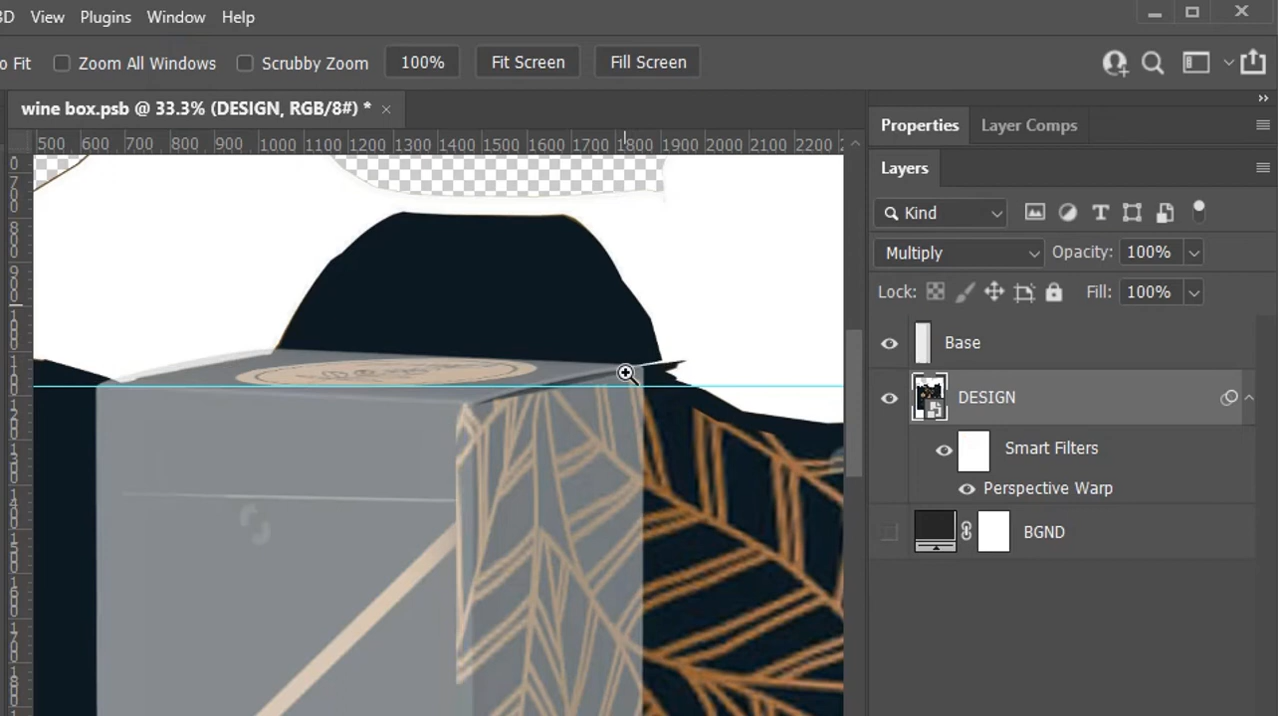 3D View Plugins Window Help
o Fit Zoom All Windows Scrubby Zoom 100% Fit Screen Fill Screen
wine box.psb @ 33.3% (DESIGN, RGB/8#) * ×
500 600 700 800 900 1000 1100 1200 1300 1400 1500 1600 1700 1800 1900 2000 2100 2200
Properties Layer Comps
Layers
Kind
Multiply Opacity: 100%
Lock: Fill: 100%
Base
DESIGN
Smart Filters
Perspective Warp
BGND